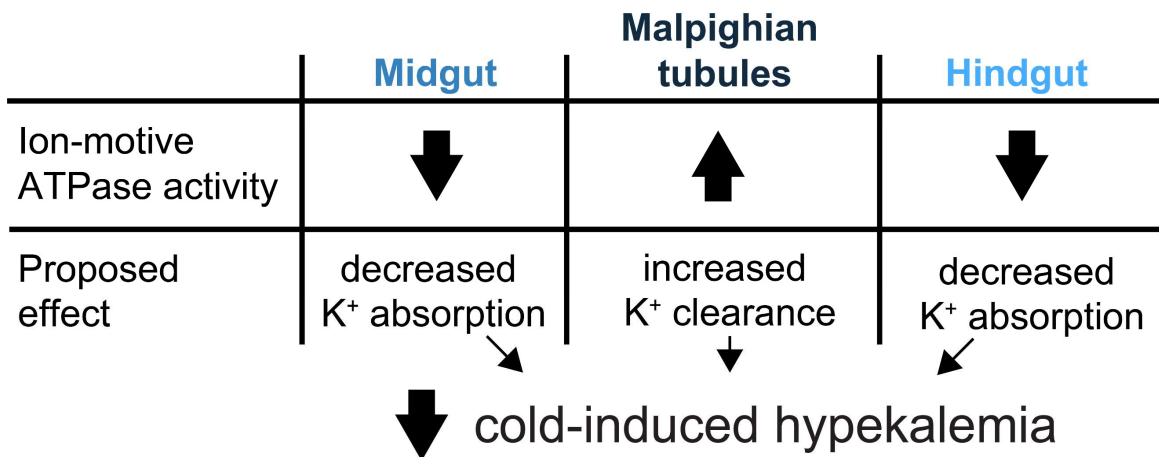 Midgut
Malpighian
tubules
Hindgut
Ion-motive
ATPase activity
Proposed
effect
decreased
K⁺ absorption
increased
K⁺ clearance
decreased
K⁺ absorption
cold-induced hypekalemia